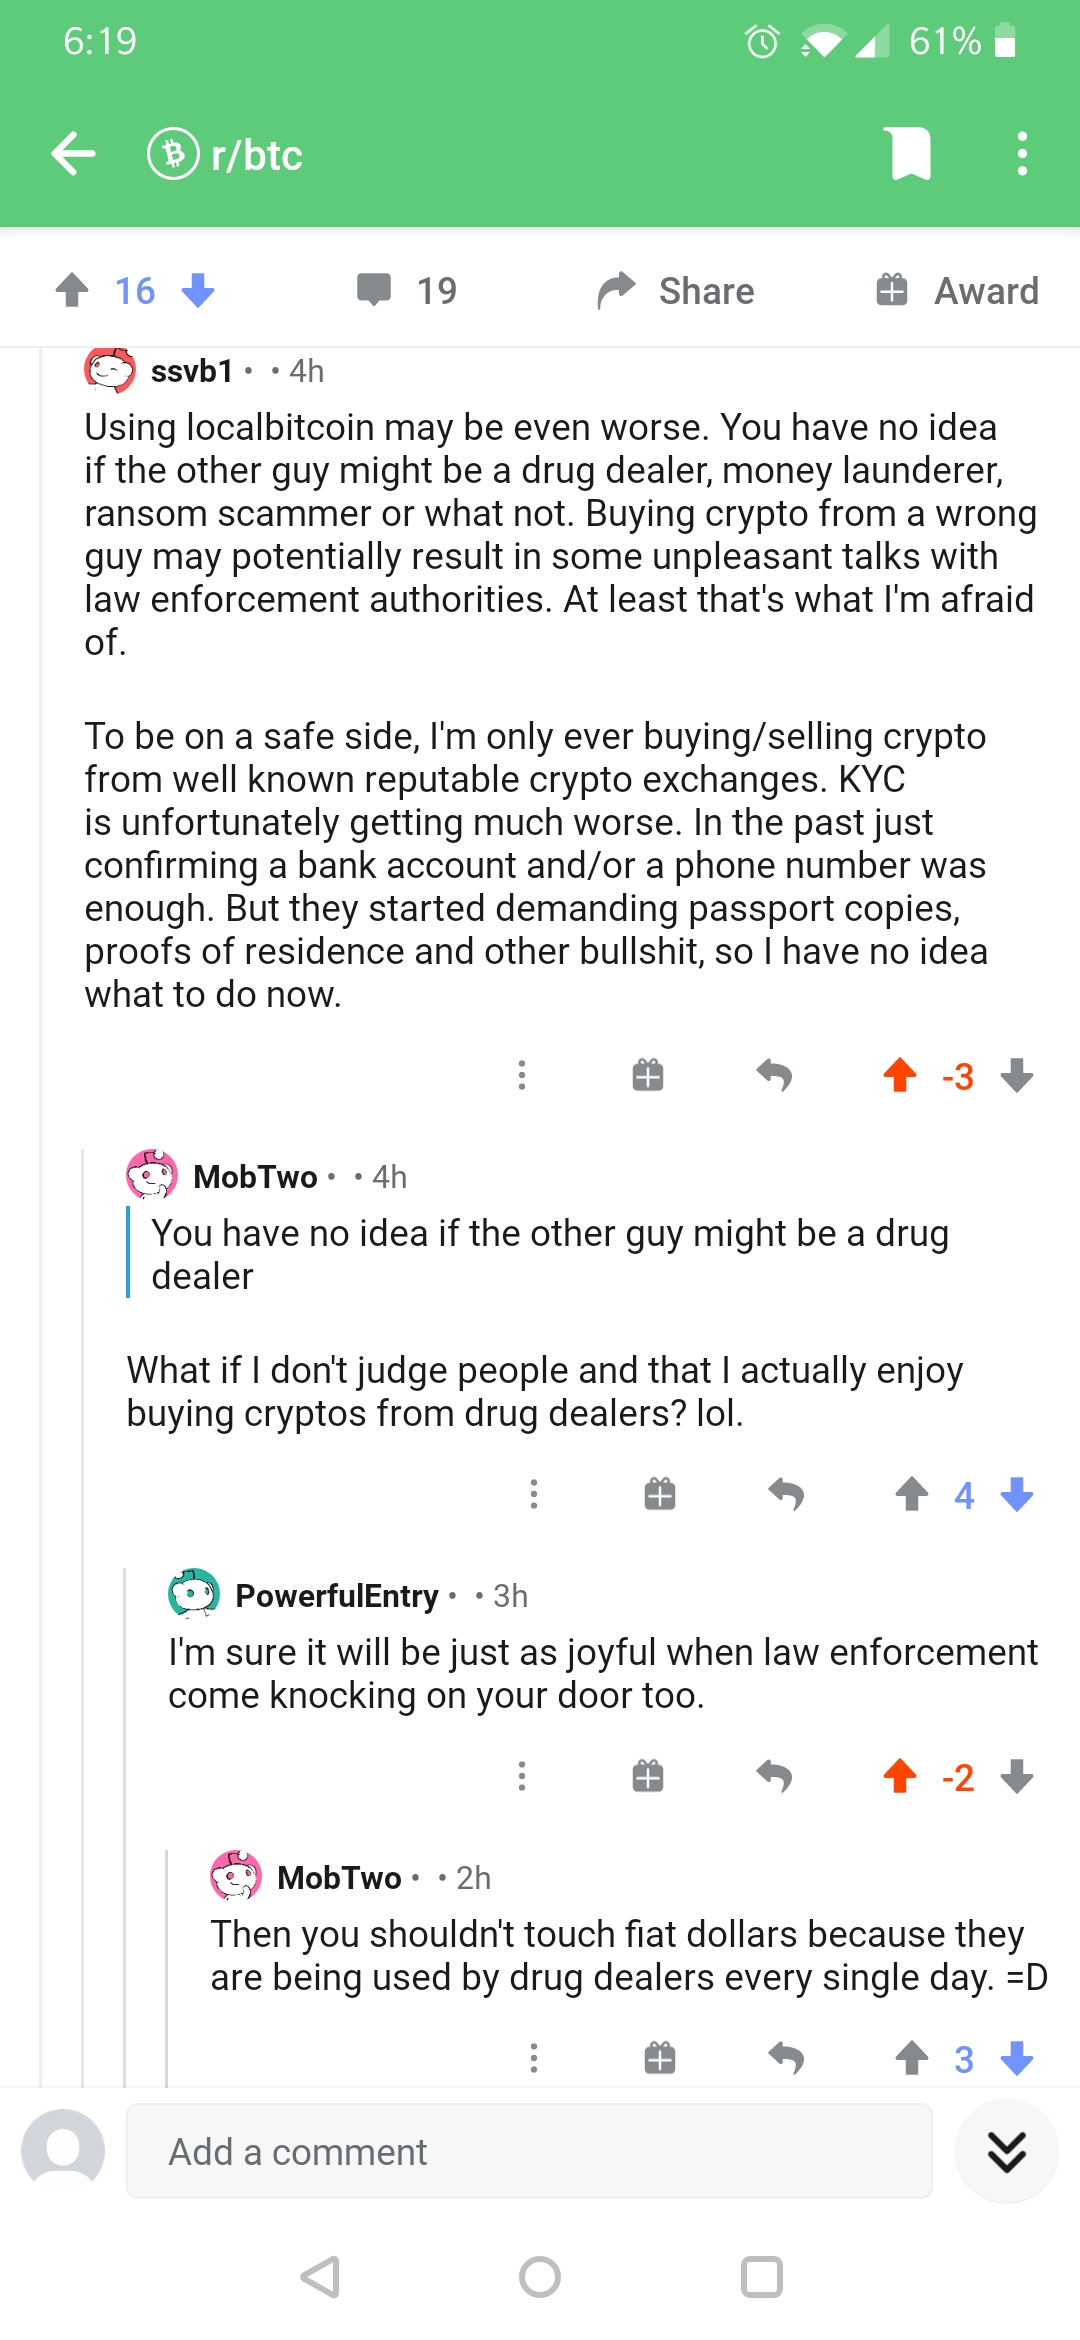 6:19
61%
r/btc
16
19
Share
Award
ssvb1 • • 4h
Using localbitcoin may be even worse. You have no idea
if the other guy might be a drug dealer, money launderer,
ransom scammer or what not. Buying crypto from a wrong
guy may potentially result in some unpleasant talks with
law enforcement authorities. At least that's what I'm afraid
of.
To be on a safe side, I'm only ever buying/selling crypto
from well known reputable crypto exchanges. KYC
is unfortunately getting much worse. In the past just
confirming a bank account and/or a phone number was
enough. But they started demanding passport copies,
proofs of residence and other bullshit, so I have no idea
what to do now.
-3
MobTwo • • 4h
You have no idea if the other guy might be a drug
dealer
What if I don't judge people and that I actually enjoy
buying cryptos from drug dealers? lol.
4
PowerfulEntry • • 3h
I'm sure it will be just as joyful when law enforcement
come knocking on your door too.
-2
MobTwo • • 2h
Then you shouldn't touch fiat dollars because they
are being used by drug dealers every single day. =D
3
Add a comment